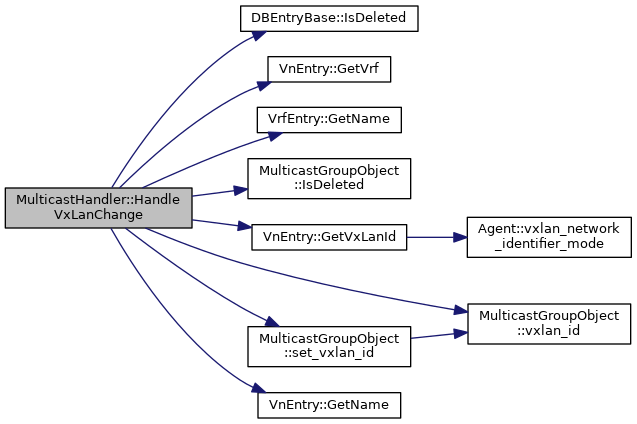 DBEntryBase::IsDeleted
VnEntry::GetVrf
VrfEntry::GetName
MulticastGroupObject
::IsDeleted
MulticastHandler::Handle
VxLanChange
VnEntry::GetVxLanId
Agent::vxlan_network
_identifier_mode
MulticastGroupObject
::vxlan_id
MulticastGroupObject
::set_vxlan_id
VnEntry::GetName